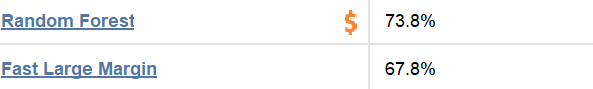 Random Forest $ 73.8%
Fast Large Margin 67.8%